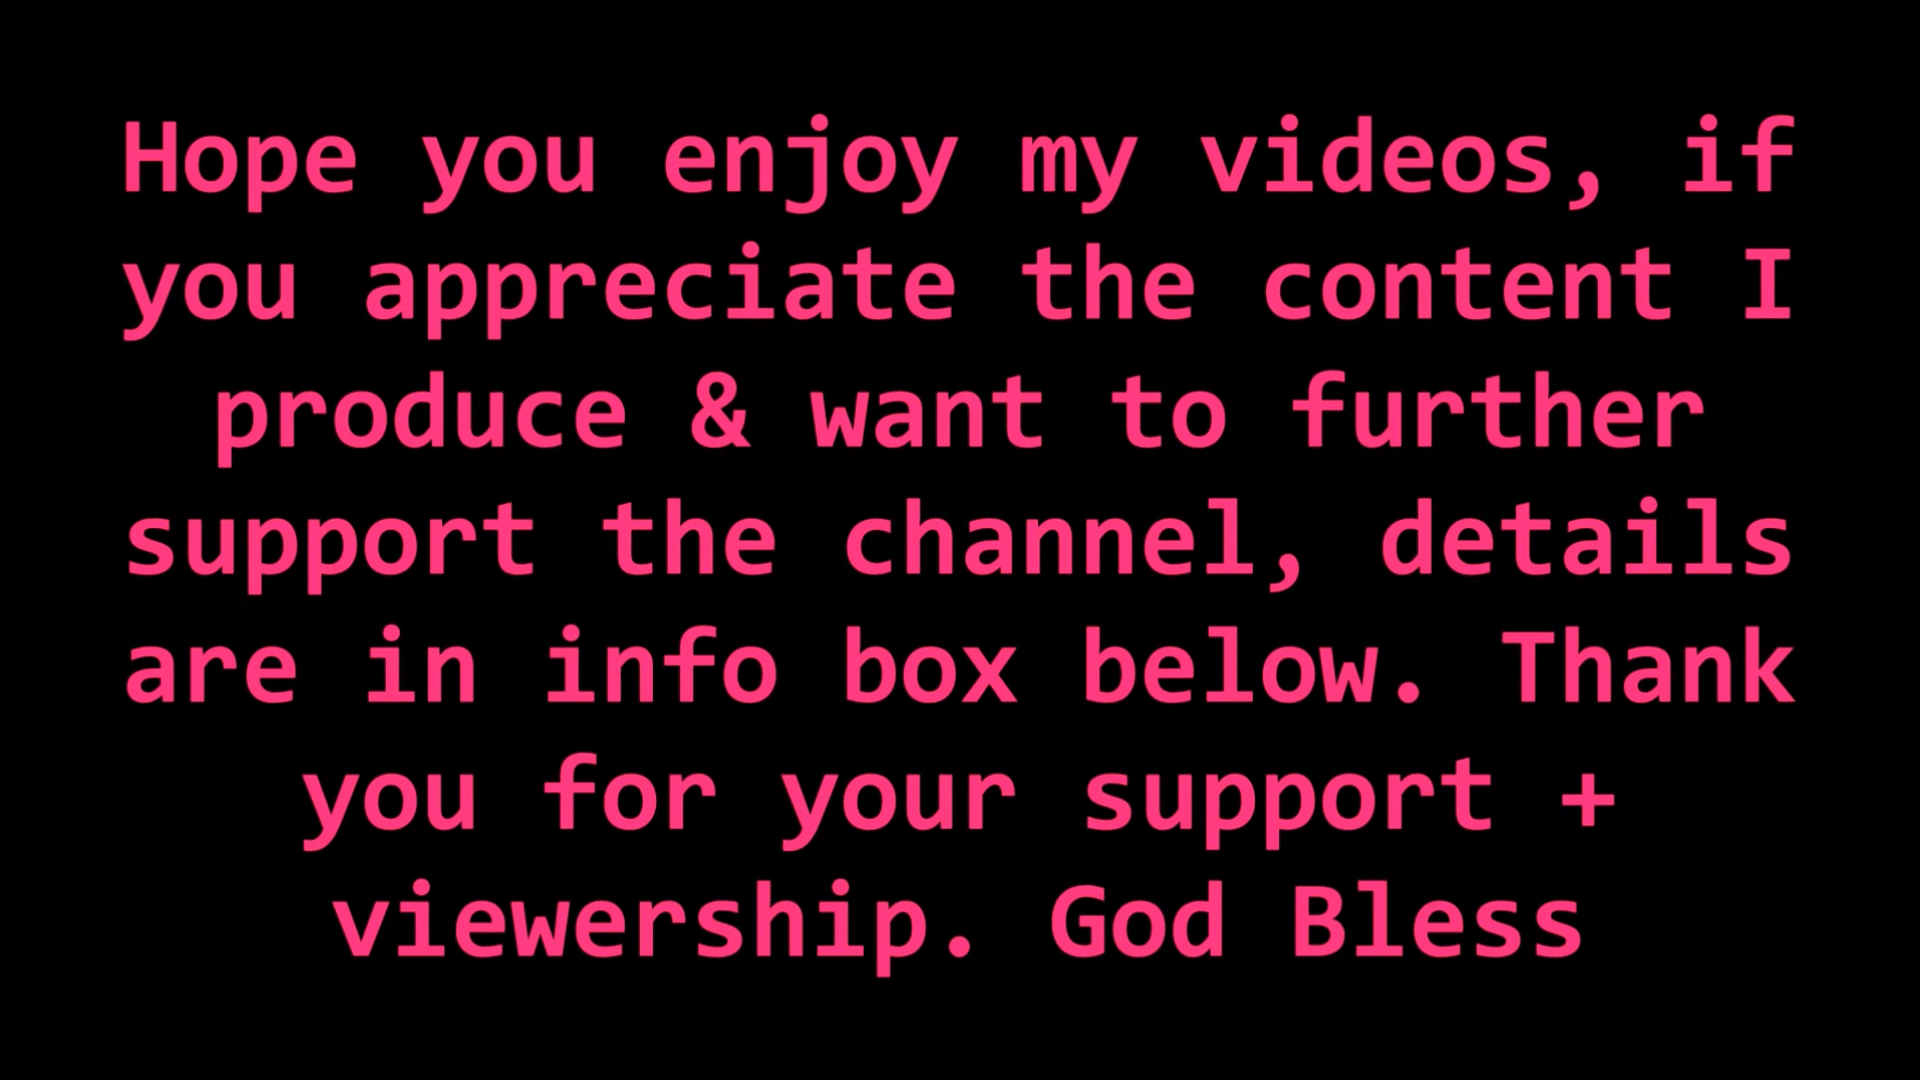 Hope you enjoy my videos, if
you appreciate the content I
produce & want to further
support the channel, details
are in info box below. Thank
you for your support +
viewership. God Bless